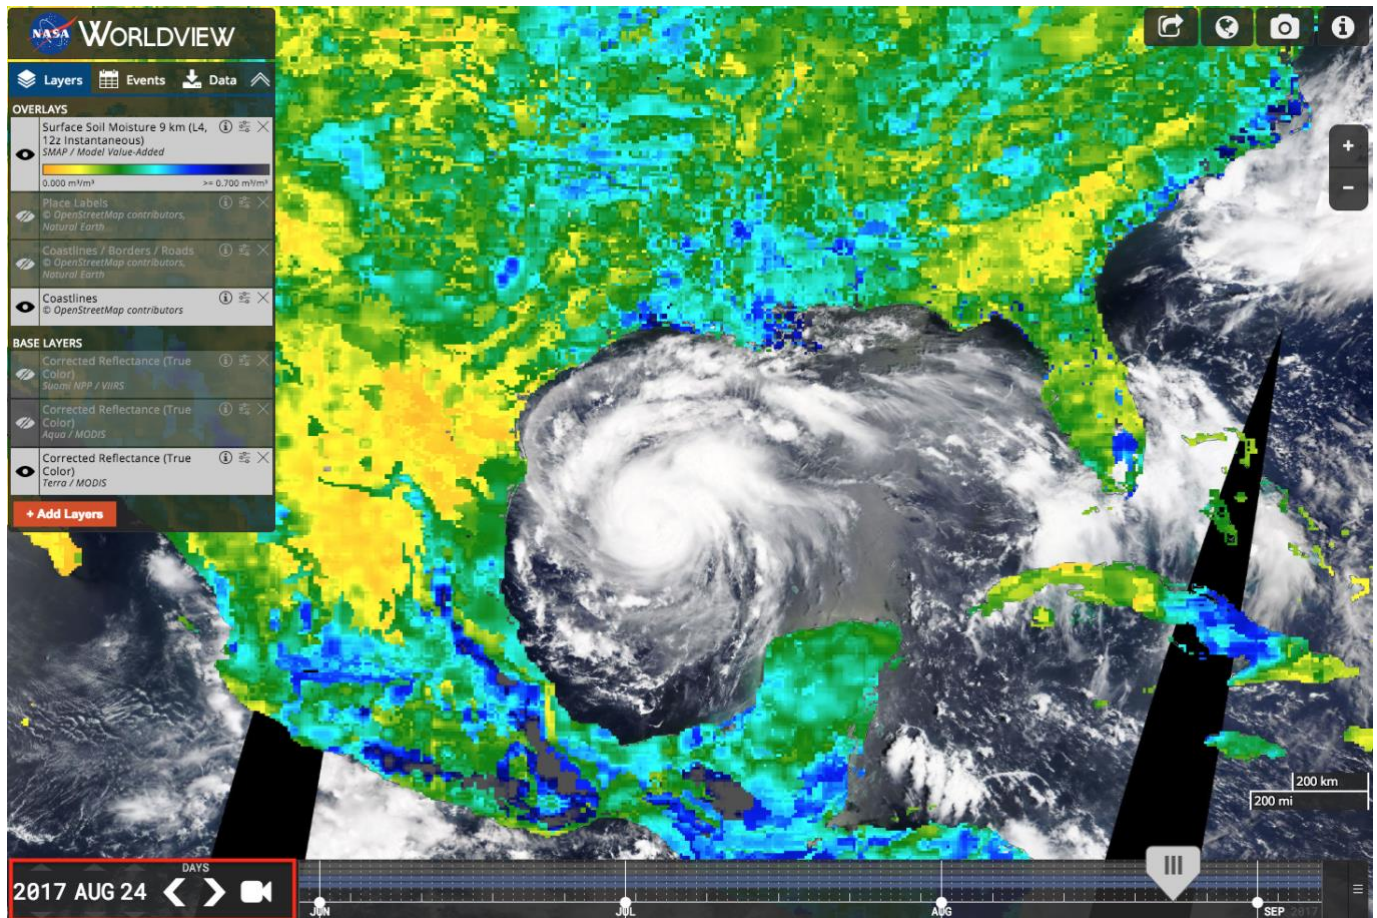 NASA WORLDVIEW
Layers Events Data
OVERLAYS
Surface Soil Moisture 9 km (L4,
12z Instantaneous)
SMAP / Model Value-Added
0.000 m³/m³ >= 0.700 m³/m³
Place Labels
© OpenStreetMap contributors,
Natural Earth
Coastlines / Borders / Roads
© OpenStreetMap contributors,
Natural Earth
Coastlines
© OpenStreetMap contributors
BASE LAYERS
Corrected Reflectance (True
Color)
Suomi NPP / VIIRS
Corrected Reflectance (True
Color)
Aqua / MODIS
Corrected Reflectance (True
Color)
Terra / MODIS
+ Add Layers
+
−
200 km
200 mi
DAYS
2017 AUG 24
JUN JUL AUG SEP 2017